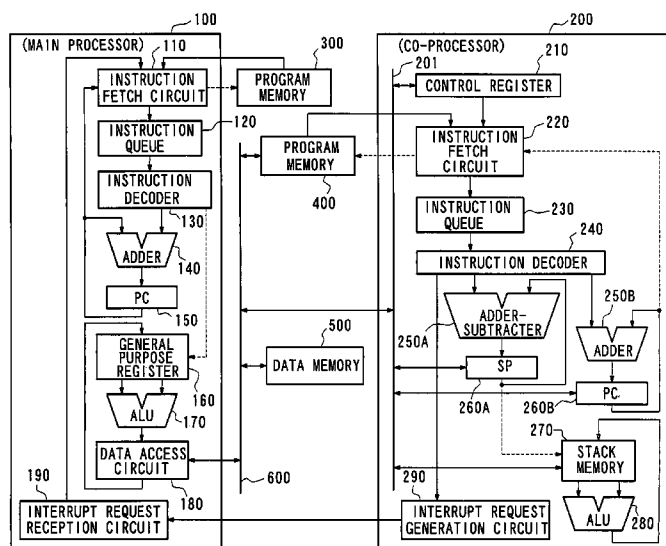 100
(MAIN PROCESSOR)
110
INSTRUCTION
FETCH CIRCUIT
120
INSTRUCTION
QUEUE
INSTRUCTION
DECODER
130
ADDER
140
PC
150
GENERAL
PURPOSE
REGISTER
160
ALU
170
DATA ACCESS
CIRCUIT
180
190
INTERRUPT REQUEST
RECEPTION CIRCUIT
300
PROGRAM
MEMORY
PROGRAM
MEMORY
400
500
DATA MEMORY
600
200
(CO-PROCESSOR)
201
210
CONTROL REGISTER
220
INSTRUCTION
FETCH
CIRCUIT
230
INSTRUCTION
QUEUE
240
INSTRUCTION DECODER
ADDER-
SUBTRACTER
250A
250B
ADDER
SP
260A
PC
260B
270
STACK
MEMORY
ALU
280
290
INTERRUPT REQUEST
GENERATION CIRCUIT